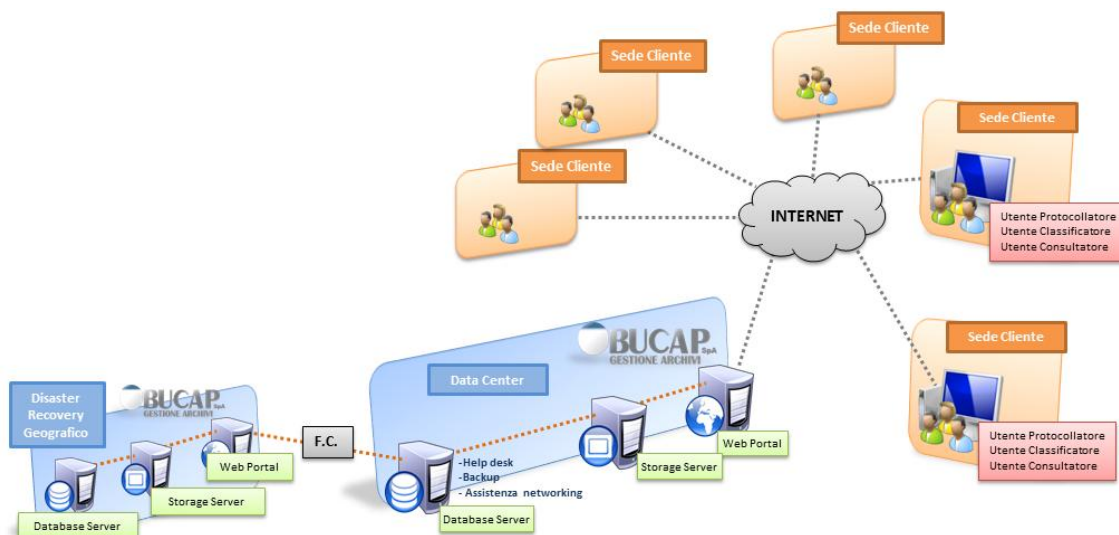 Sede Cliente
Sede Cliente
Sede Cliente
Sede Cliente
Utente Protocollatore
Utente Classificatore
Utente Consultatore
INTERNET
Sede Cliente
Utente Protocollatore
Utente Classificatore
Utente Consultatore
BUCAP SpA
GESTIONE ARCHIVI
Data Center
Web Portal
Storage Server
-Help desk
-Backup
- Assistenza networking
Database Server
F.C.
Disaster
Recovery
Geografico
BUCAP SpA
GESTIONE ARCHIVI
Web Portal
Storage Server
Database Server